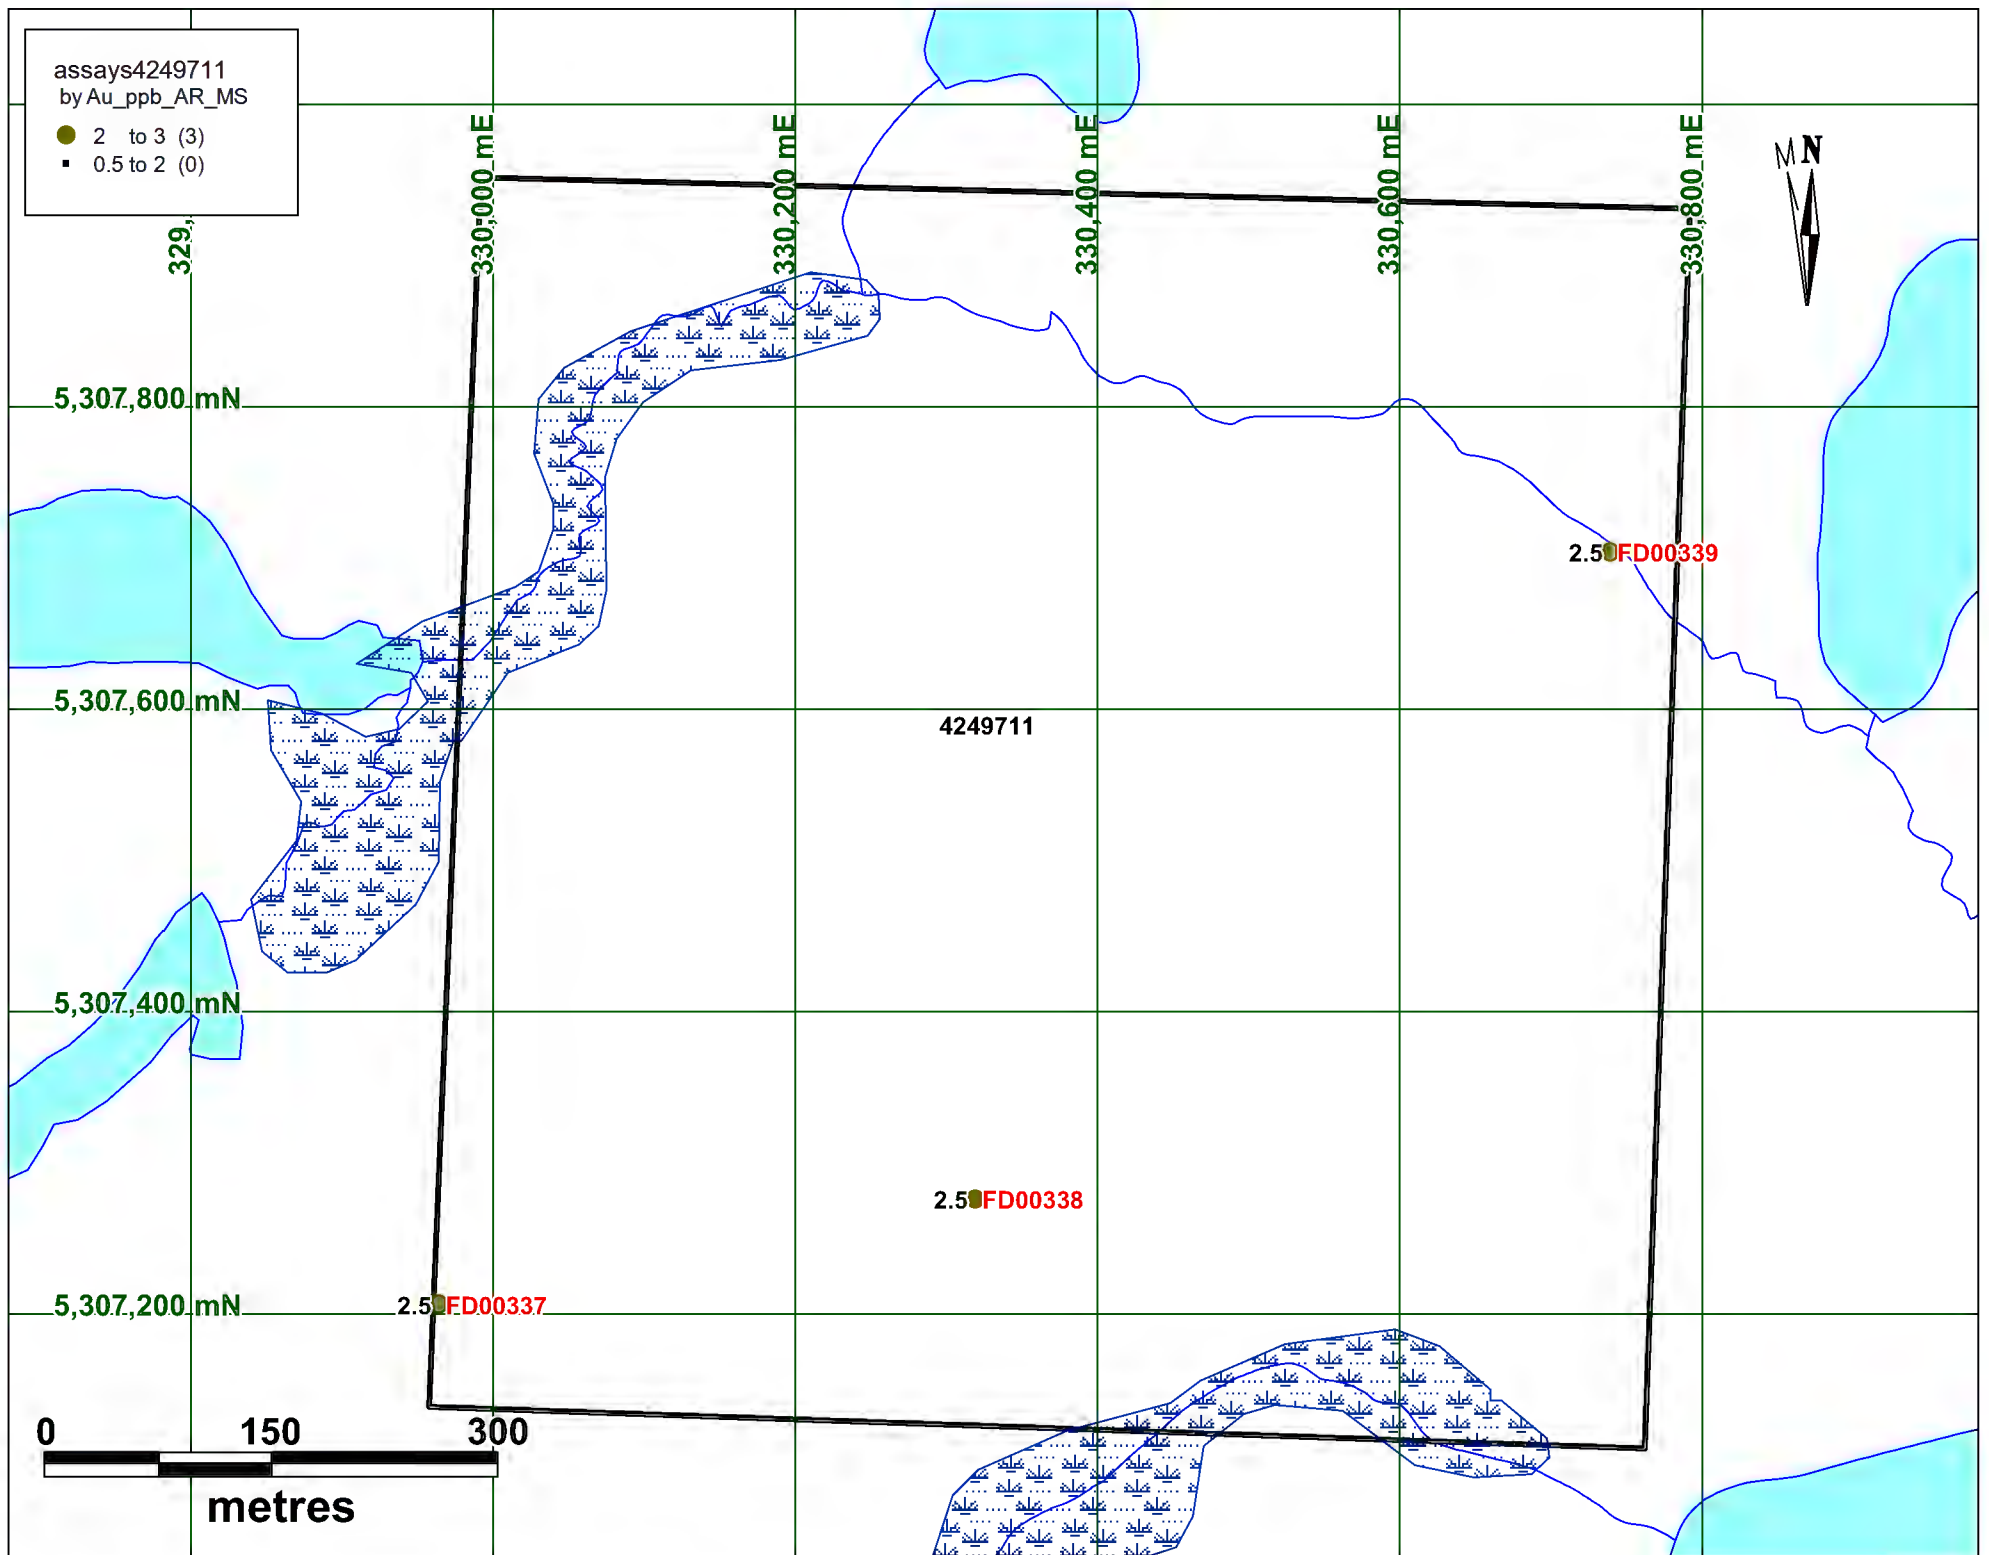 assays4249711
by Au_ppb_AR_MS
2 to 3 (3)
0.5 to 2 (0)
329,
330,000 mE
330,200 mE
330,400 mE
330,600 mE
330,800 mE
M N
5,307,800 mN
2.5 FD00339
5,307,600 mN
4249711
5,307,400 mN
2.5 FD00338
5,307,200 mN
2.5 FD00337
0 150 300
metres